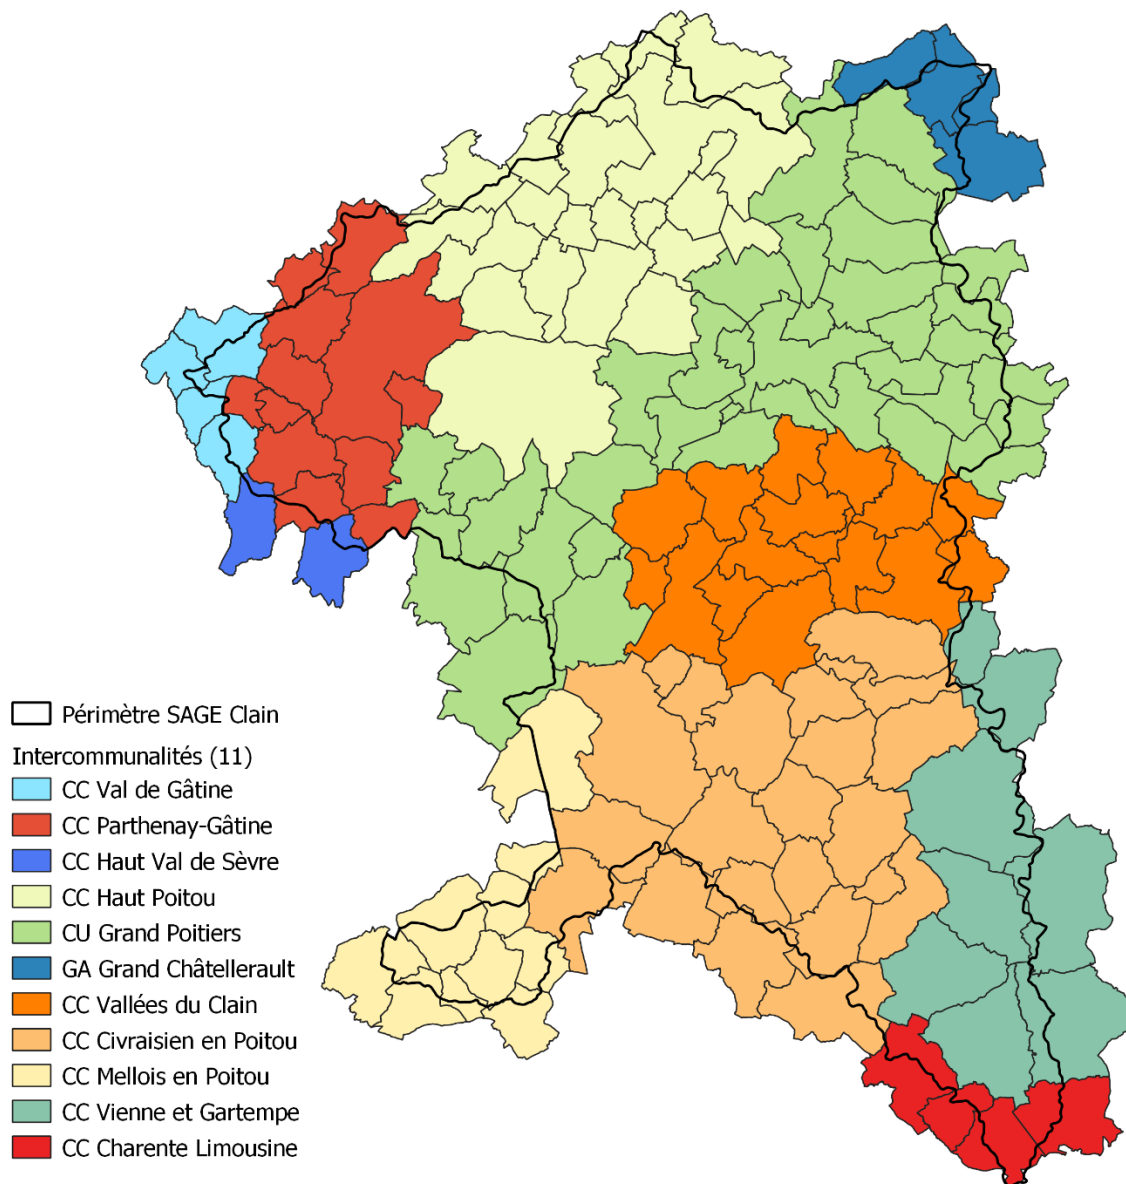 Périmètre SAGE Clain
Intercommunalités (11)
CC Val de Gâtine
CC Parthenay-Gâtine
CC Haut Val de Sèvre
CC Haut Poitou
CU Grand Poitiers
GA Grand Châtellerault
CC Vallées du Clain
CC Civraisien en Poitou
CC Mellois en Poitou
CC Vienne et Gartempe
CC Charente Limousine